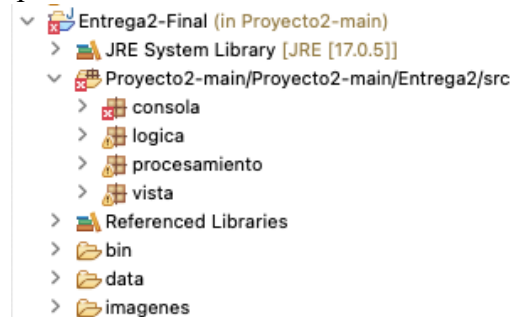 Entrega2-Final (in Proyecto2-main)
JRE System Library [JRE [17.0.5]]
Proyecto2-main/Proyecto2-main/Entrega2/src
consola
logica
procesamiento
vista
Referenced Libraries
bin
data
imagenes